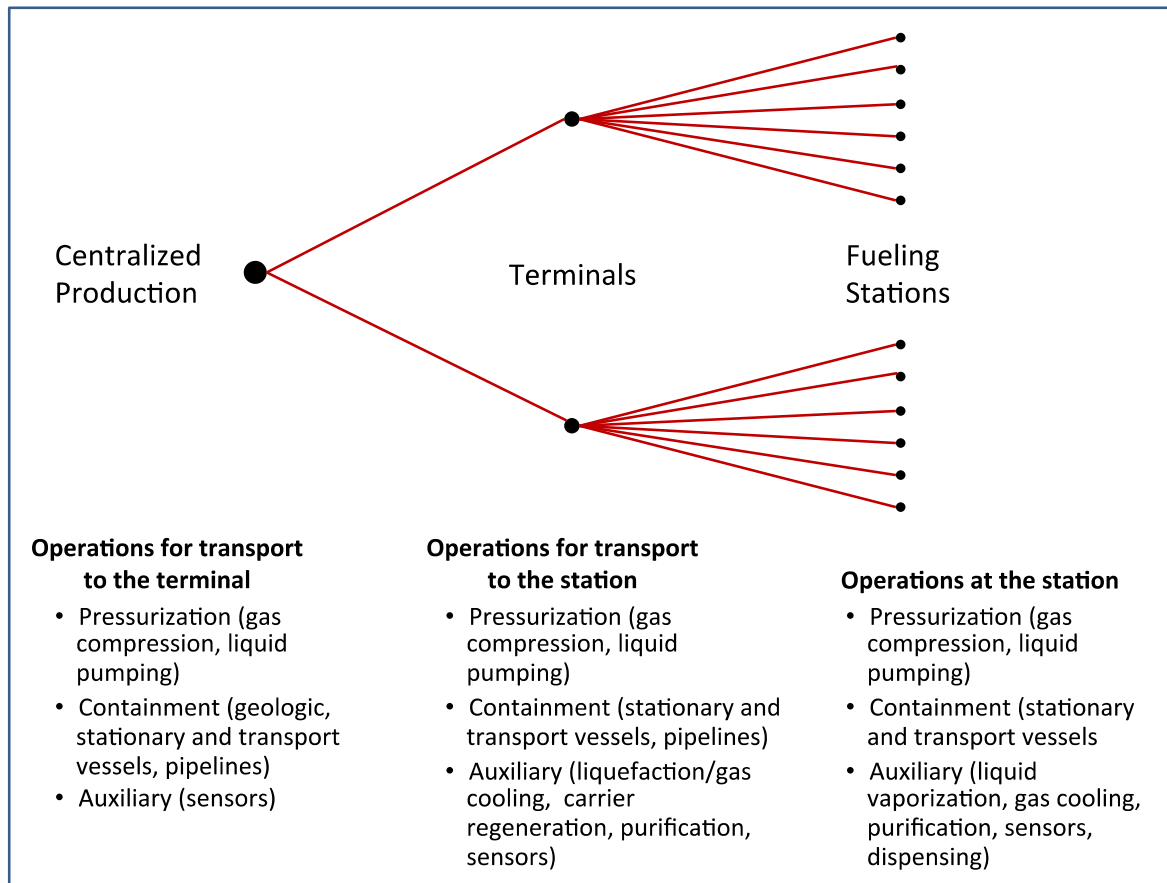 Centralized
Production
Terminals
Fueling
Stations
Operations for transport
to the terminal
• Pressurization (gas
compression, liquid
pumping)
• Containment (geologic,
stationary and transport
vessels, pipelines)
• Auxiliary (sensors)
Operations for transport
to the station
• Pressurization (gas
compression, liquid
pumping)
• Containment (stationary and
transport vessels, pipelines)
• Auxiliary (liquefaction/gas
cooling, carrier
regeneration, purification,
sensors)
Operations at the station
• Pressurization (gas
compression, liquid
pumping)
• Containment (stationary
and transport vessels
• Auxiliary (liquid
vaporization, gas cooling,
purification, sensors,
dispensing)